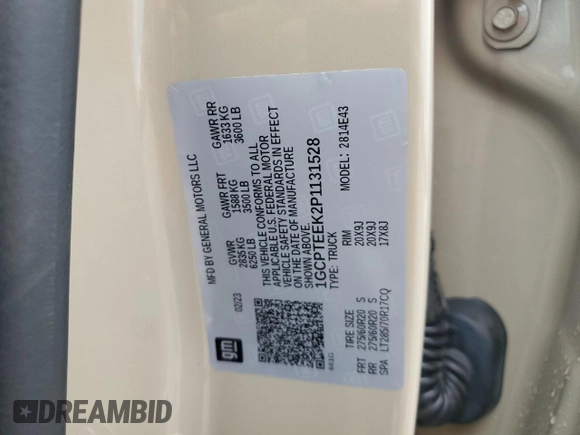 MFD BY GENERAL MOTORS LLC
02/23 GVWR GAWR FRT GAWR RR
2835 KG 1588 KG 1633 KG
6250 LB 3500 LB 3600 LB
THIS VEHICLE CONFORMS TO ALL
APPLICABLE U.S. FEDERAL MOTOR
VEHICLE SAFETY STANDARDS IN EFFECT
ON THE DATE OF MANUFACTURE
SHOWN ABOVE.
1GCPTEEK2P1131528
TYPE: TRUCK MODEL: 2814E43
gm
TIRE SIZE RIM
FRT 275/60R20 S 20X9J
RR 275/60R20 S 20X9J
SPA LT285/70R17CQ 17X8J
DREAMBID